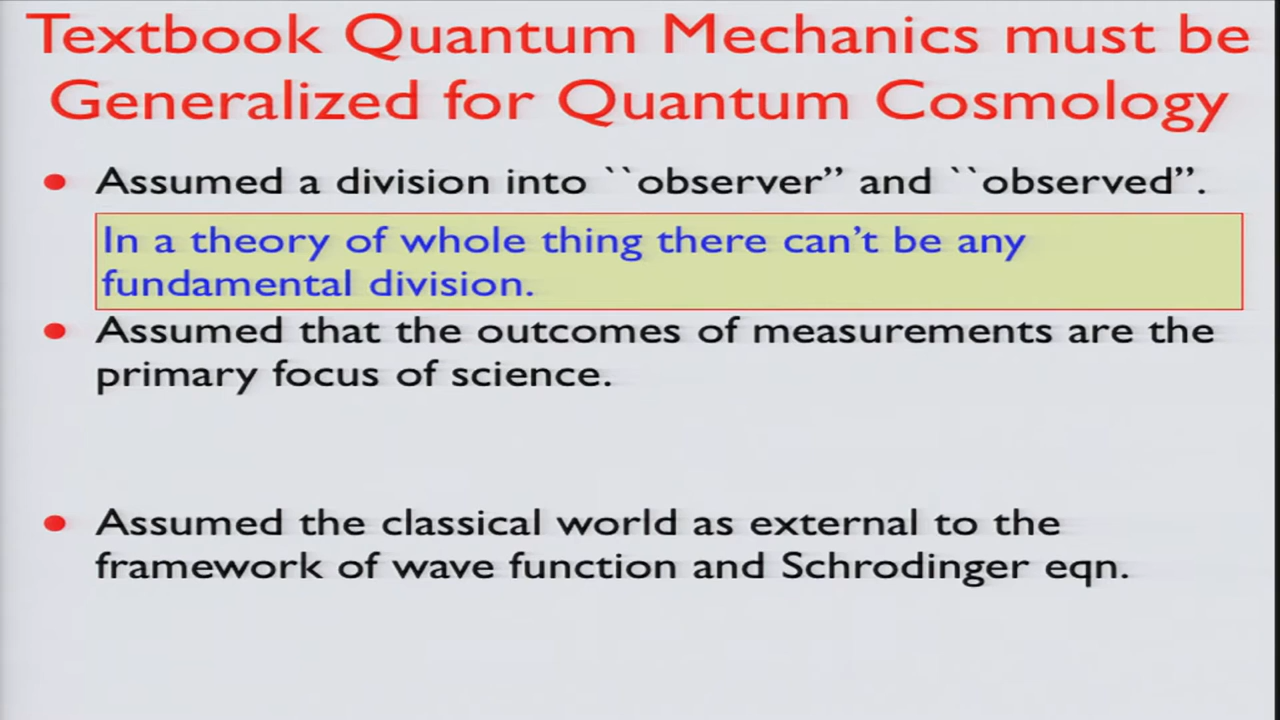 Textbook Quantum Mechanics must be
Generalized for Quantum Cosmology
• Assumed a division into ``observer” and ``observed”.
In a theory of whole thing there can’t be any
fundamental division.
• Assumed that the outcomes of measurements are the
primary focus of science.
• Assumed the classical world as external to the
framework of wave function and Schrodinger eqn.